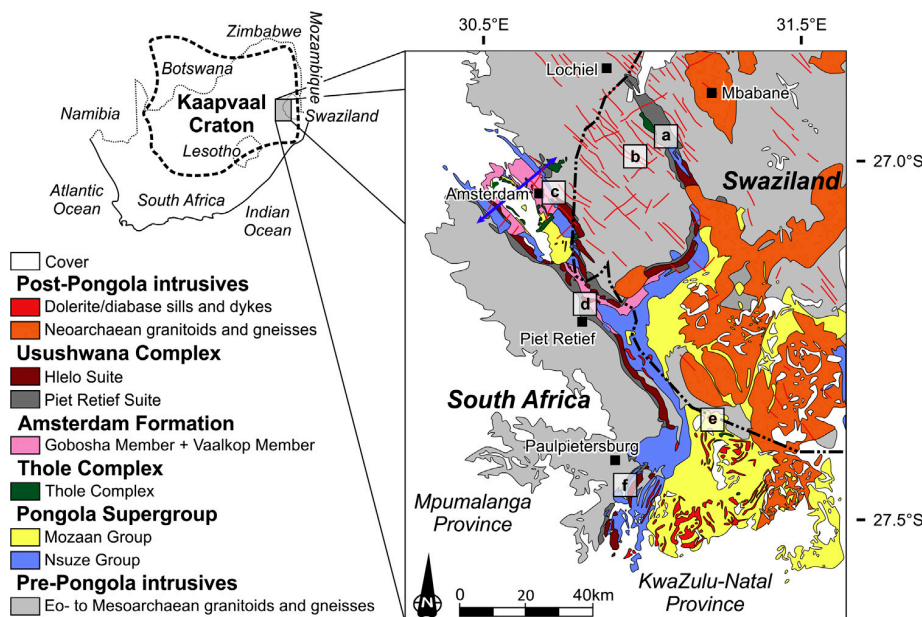 Zimbabwe
Mozambique
Botswana
Namibia
Kaapvaal
Craton
Swaziland
Lesotho
Atlantic
Ocean
South Africa
Indian
Ocean
Cover
Post-Pongola intrusives
Dolerite/diabase sills and dykes
Neoarchaean granitoids and gneisses
Usushwana Complex
Hlelo Suite
Piet Retief Suite
Amsterdam Formation
Gobosha Member + Vaalkop Member
Thole Complex
Thole Complex
Pongola Supergroup
Mozaan Group
Nsuze Group
Pre-Pongola intrusives
Eo- to Mesoarchaean granitoids and gneisses
30.5°E
31.5°E
Lochiel
Mbabane
a
b
27.0°S
Swaziland
Amsterdam
c
d
Piet Retief
South Africa
e
Paulpietersburg
f
Mpumalanga
Province
27.5°S
KwaZulu-Natal
Province
N
0 20 40km